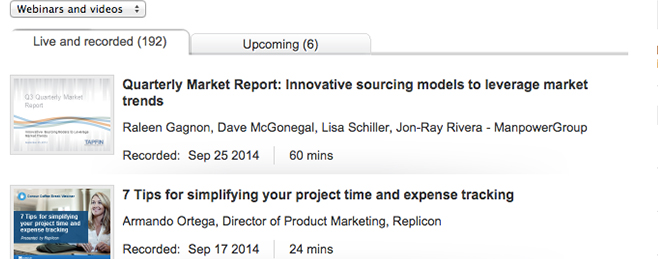 Webinars and videos
Live and recorded (192)
Upcoming (6)
Quarterly Market Report: Innovative sourcing models to leverage market
trends
Q3 Quarterly Market
Report
Innovative Sourcing Models to Leverage
Market Trends
TAPFIN
Raleen Gagnon, Dave McGonegal, Lisa Schiller, Jon-Ray Rivera - ManpowerGroup
Recorded: Sep 25 2014
60 mins
7 Tips for simplifying your project time and expense tracking
7 Tips for simplifying
your project time and
expense tracking
Presented by Replicon
Armando Ortega, Director of Product Marketing, Replicon
Recorded: Sep 17 2014
24 mins